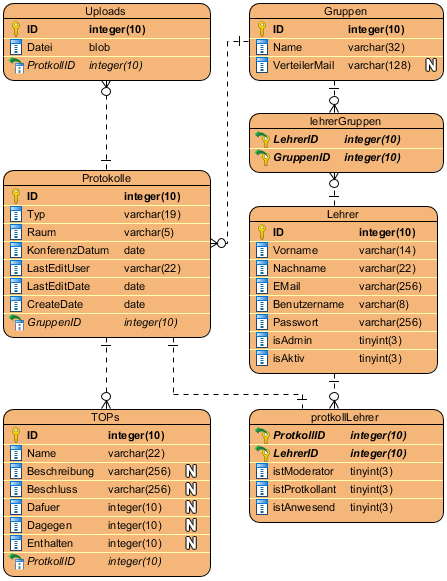 Uploads
ID integer(10)
Datei blob
ProtkollID integer(10)
Gruppen
ID integer(10)
Name varchar(32)
VerteilerMail varchar(128) N
lehrerGruppen
LehrerID integer(10)
GruppenID integer(10)
Protokolle
ID integer(10)
Typ varchar(19)
Raum varchar(5)
KonferenzDatum date
LastEditUser varchar(22)
LastEditDate date
CreateDate date
GruppenID integer(10)
Lehrer
ID integer(10)
Vorname varchar(14)
Nachname varchar(22)
EMail varchar(256)
Benutzername varchar(8)
Passwort varchar(256)
isAdmin tinyint(3)
isAktiv tinyint(3)
TOPs
ID integer(10)
Name varchar(22)
Beschreibung varchar(256) N
Beschluss varchar(256) N
Dafuer integer(10) N
Dagegen integer(10) N
Enthalten integer(10) N
ProtkollID integer(10)
protkollLehrer
ProtkollID integer(10)
LehrerID integer(10)
istModerator tinyint(3)
istProtkollant tinyint(3)
istAnwesend tinyint(3)